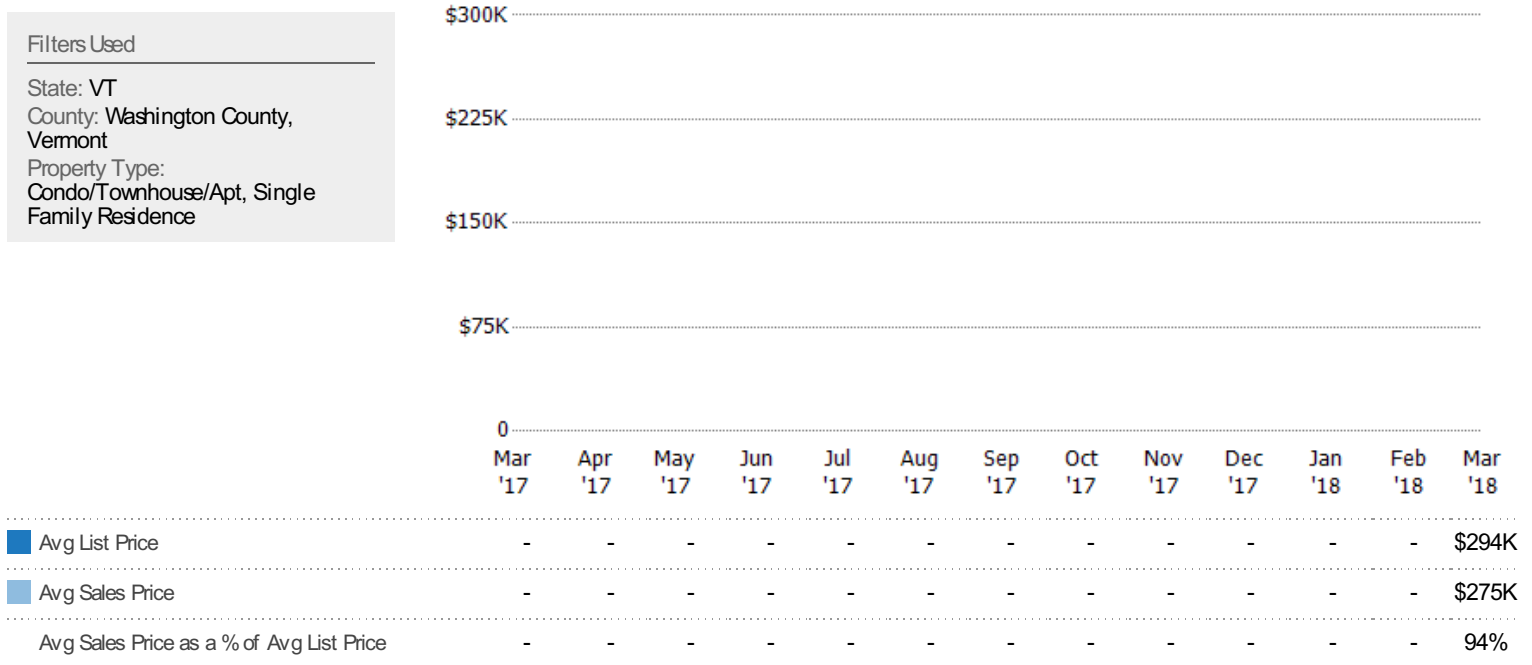 Filters Used
State: VT
County: Washington County,
Vermont
Property Type:
Condo/Townhouse/Apt, Single
Family Residence
$300K
$225K
$150K
$75K
0
Mar Apr May Jun Jul Aug Sep Oct Nov Dec Jan Feb Mar
'17 '17 '17 '17 '17 '17 '17 '17 '17 '17 '18 '18 '18
Avg List Price - - - - - - - - - - - - $294K
Avg Sales Price - - - - - - - - - - - - $275K
Avg Sales Price as a % of Avg List Price - - - - - - - - - - - - 94%